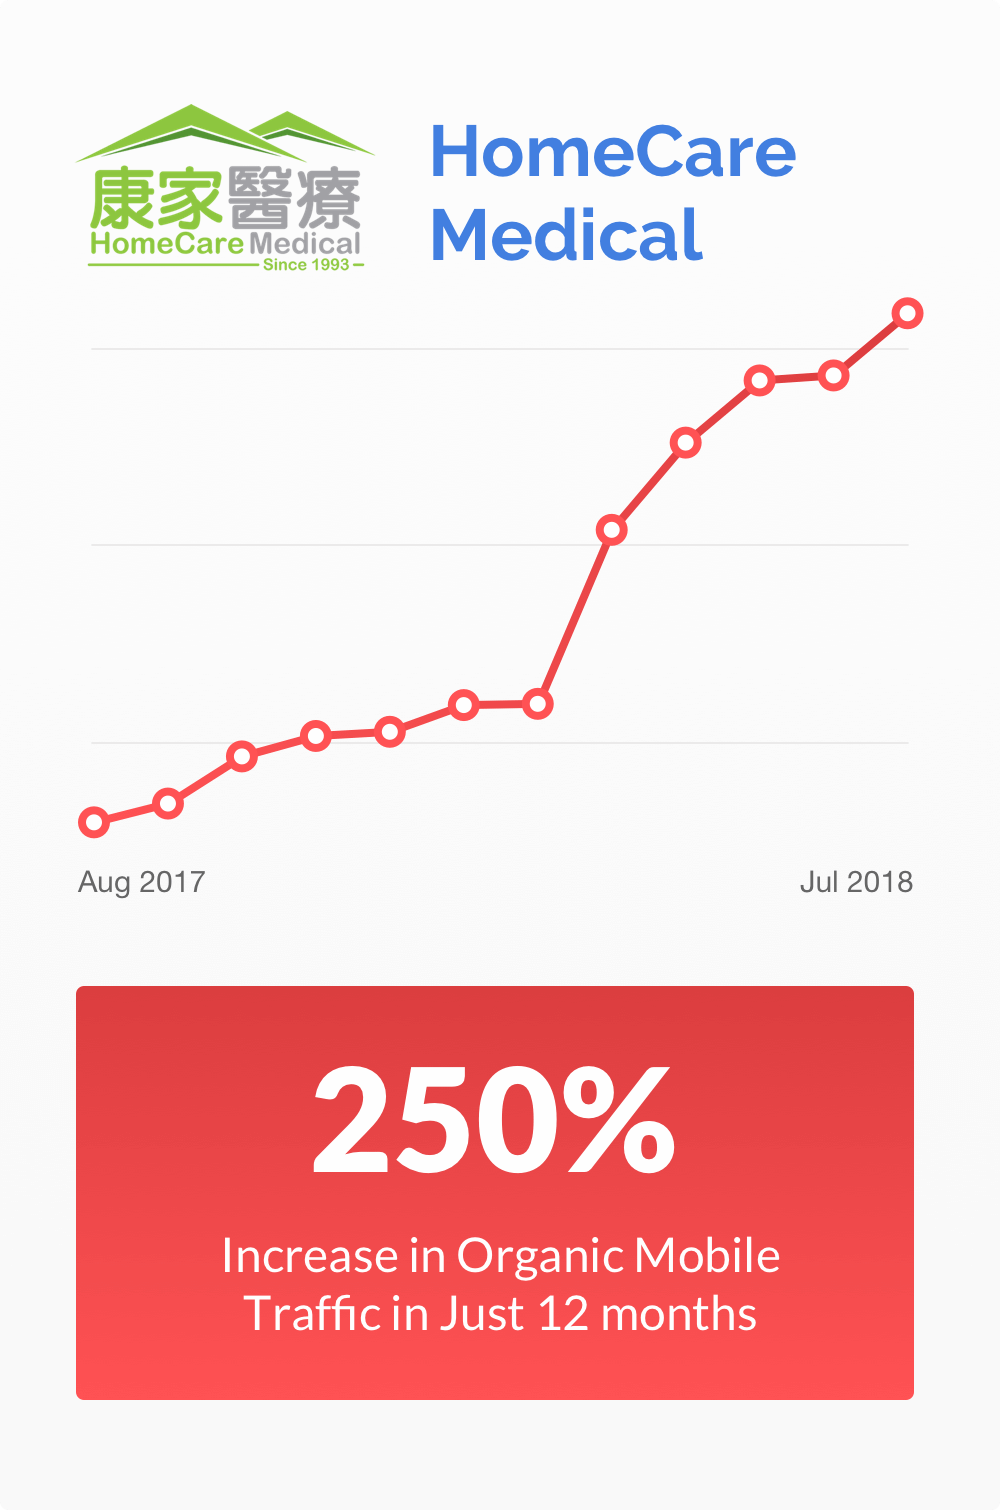 康家醫療
HomeCare Medical
Since 1993
HomeCare
Medical
Aug 2017
Jul 2018
250%
Increase in Organic Mobile
Traffic in Just 12 months